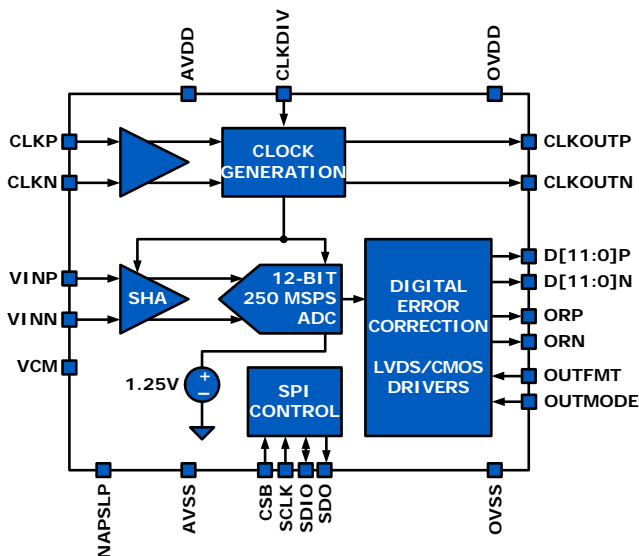 AVDD
CLKDIV
OVDD
CLKP
CLKN
CLOCK
GENERATION
CLKOUTP
CLKOUTN
VINP
VINN
VCM
SHA
12-BIT
250 MSPS
ADC
1.25V
+
−
DIGITAL
ERROR
CORRECTION
LVDS/CMOS
DRIVERS
SPI
CONTROL
D[11:0]P
D[11:0]N
ORP
ORN
OUTFMT
OUTMODE
NAPSLP
AVSS
CSB
SCLK
SDIO
SDO
OVSS